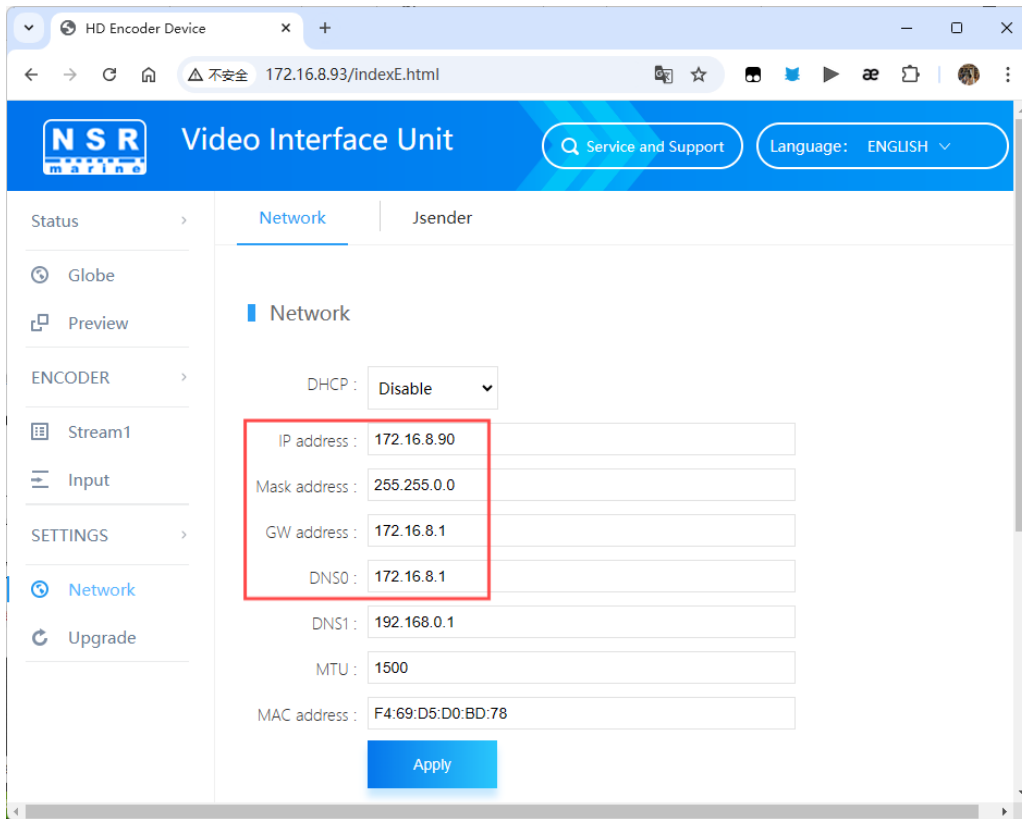 HD Encoder Device
不安全 172.16.8.93/indexE.html
NSR
marine
Video Interface Unit
Service and Support
Language: ENGLISH
Status
Network
Jsender
Globe
Preview
Network
ENCODER
DHCP : Disable
Stream1
IP address : 172.16.8.90
Input
Mask address : 255.255.0.0
SETTINGS
GW address : 172.16.8.1
Network
DNS0 : 172.16.8.1
Upgrade
DNS1 : 192.168.0.1
MTU : 1500
MAC address : F4:69:D5:D0:BD:78
Apply